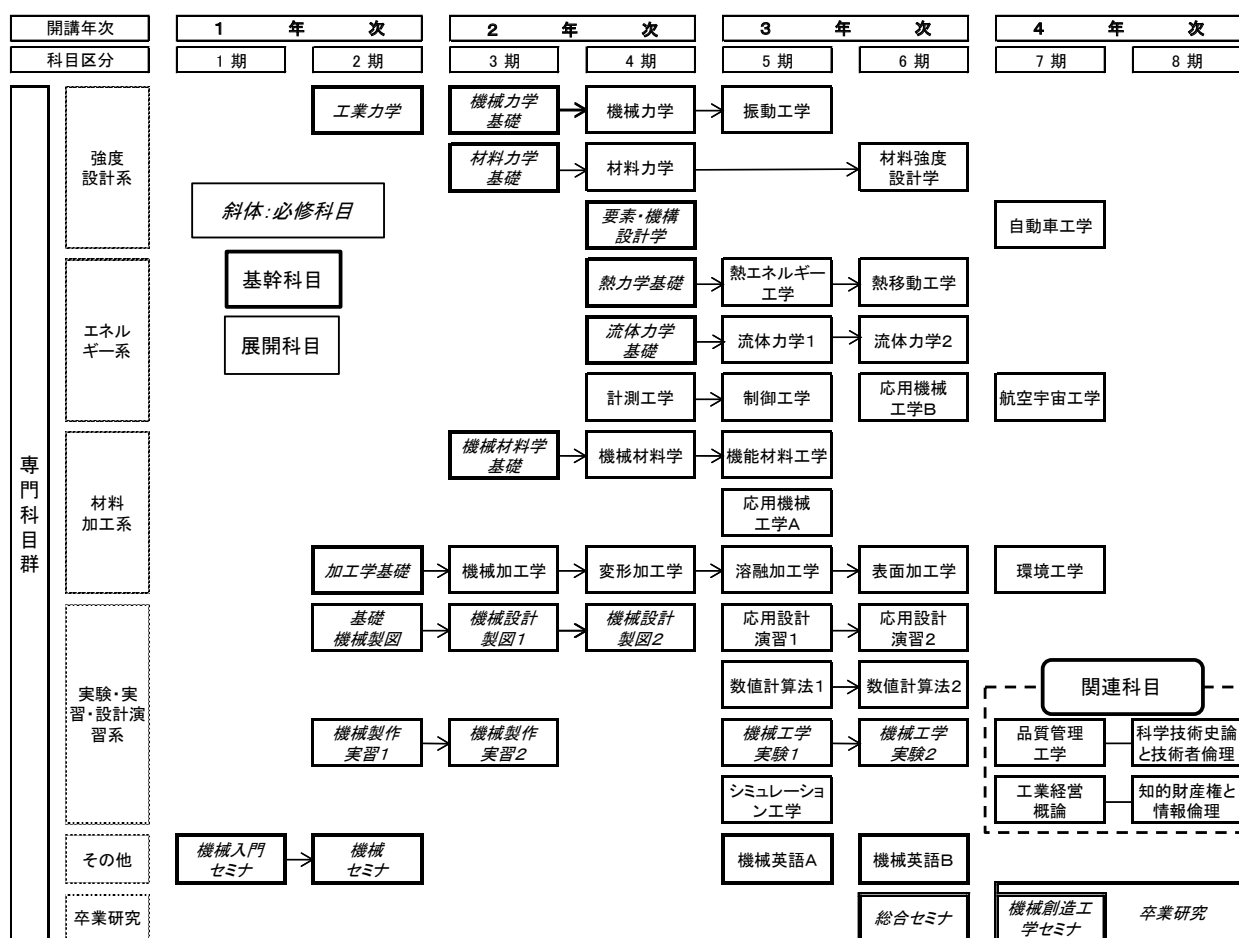 開講年次
1 年 次
2 年 次
3 年 次
4 年 次
科目区分
1 期
2 期
3 期
4 期
5 期
6 期
7 期
8 期
専門科目群
強度
設計系
工業力学
機械力学
基礎
機械力学
振動工学
材料力学
基礎
材料力学
材料強度
設計学
斜体：必修科目
要素・機構
設計学
自動車工学
基幹科目
展開科目
エネル
ギー系
熱力学基礎
熱エネルギー
工学
熱移動工学
流体力学
基礎
流体力学1
流体力学2
計測工学
制御工学
応用機械
工学B
航空宇宙工学
材料
加工系
機械材料学
基礎
機械材料学
機能材料工学
応用機械
工学A
加工学基礎
機械加工学
変形加工学
溶融加工学
表面加工学
環境工学
実験・実
習・設計演
習系
基礎
機械製図
機械設計
製図1
機械設計
製図2
応用設計
演習1
応用設計
演習2
数値計算法1
数値計算法2
関連科目
機械製作
実習1
機械製作
実習2
機械工学
実験1
機械工学
実験2
品質管理
工学
科学技術史論
と技術者倫理
シミュレーショ
ン工学
工業経営
概論
知的財産権と
情報倫理
その他
機械入門
セミナ
機械
セミナ
機械英語A
機械英語B
卒業研究
総合セミナ
機械創造工
学セミナ
卒業研究